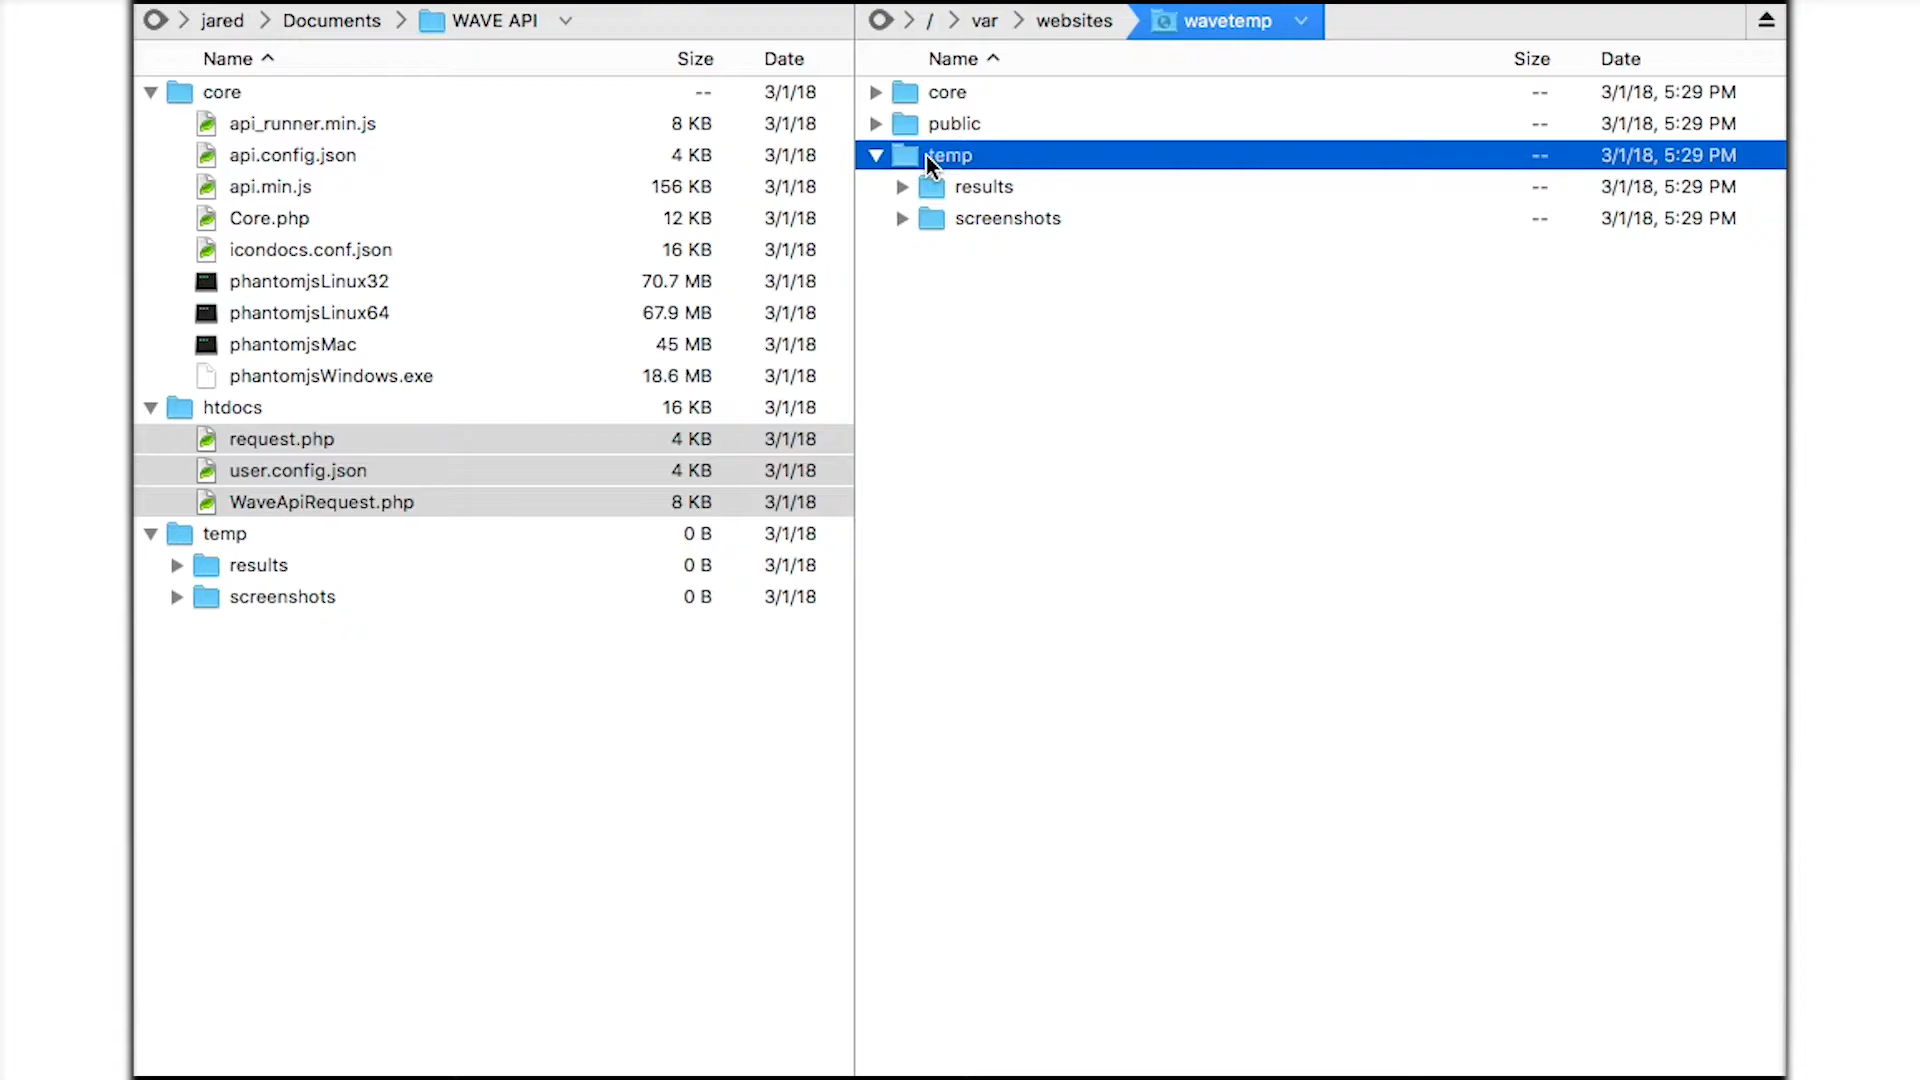 jared Documents WAVE API
Name Size Date
core -- 3/1/18
api_runner.min.js 8 KB 3/1/18
api.config.json 4 KB 3/1/18
api.min.js 156 KB 3/1/18
Core.php 12 KB 3/1/18
icondocs.conf.json 16 KB 3/1/18
phantomjsLinux32 70.7 MB 3/1/18
phantomjsLinux64 67.9 MB 3/1/18
phantomjsMac 45 MB 3/1/18
phantomjsWindows.exe 18.6 MB 3/1/18
htdocs 16 KB 3/1/18
request.php 4 KB 3/1/18
user.config.json 4 KB 3/1/18
WaveApiRequest.php 8 KB 3/1/18
temp 0 B 3/1/18
results 0 B 3/1/18
screenshots 0 B 3/1/18
/ var websites wavetemp
Name Size Date
core -- 3/1/18, 5:29 PM
public -- 3/1/18, 5:29 PM
temp -- 3/1/18, 5:29 PM
results -- 3/1/18, 5:29 PM
screenshots -- 3/1/18, 5:29 PM